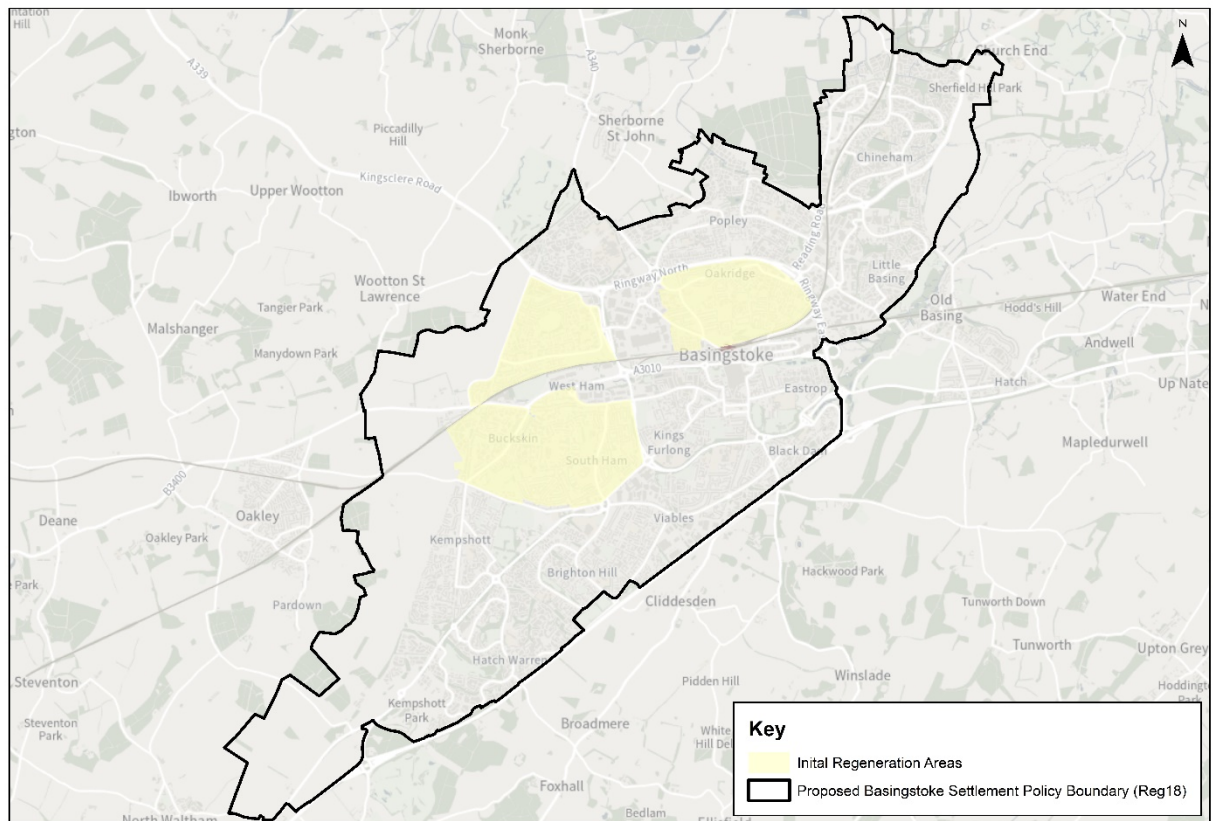 Hill
Monk
Sherborne
A339
A340
Church End
N
Sherfield Hill Park
Piccadilly
Hill
Sherborne
St John
Chineham
Kingsclere Road
Ibworth
Upper Wootton
Popley
Reading Road
Ringway North
Oakridge
Little
Basing
Wootton St
Lawrence
Tangier Park
Old
Basing
Hodd's Hill
Water End
Malshanger
Manydown Park
Basingstoke
Andwell
A3010
West Ham
Eastrop
Hatch
Up Nate
Buckskin
Kings
Furlong
South Ham
Mapledurwell
B3400
Deane
Oakley
Oakley Park
Viables
Kempshott
Park
Brighton Hill
Hackwood Park
Pardown
Cliddesden
Tunworth Down
Tunworth
Upton Grey
Hatch Warren
Steventon
Pidden Hill
Winslade
Kempshott
Park
Steventon
Park
Broadmere
Foxhall
North Waltham
Bedlam
Key
Inital Regeneration Areas
Proposed Basingstoke Settlement Policy Boundary (Reg18)